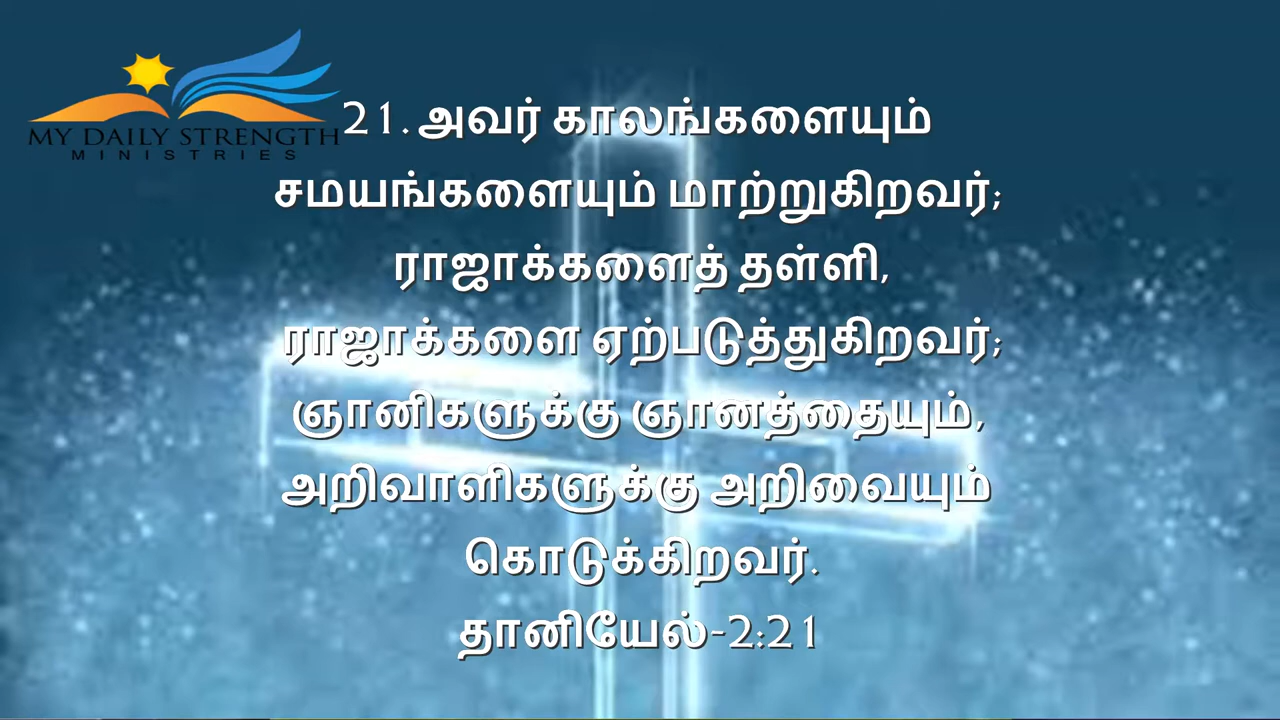 MY DAILY STRENGTH
MINISTRIES
21. அவர் காலங்களையும்
சமயங்களையும் மாற்றுகிறவர்;
ராஜாக்களைத் தள்ளி,
ராஜாக்களை ஏற்படுத்துகிறவர்;
ஞானிகளுக்கு ஞானத்தையும்,
அறிவாளிகளுக்கு அறிவையும்
கொடுக்கிறவர்.
தானியேல்-2:21